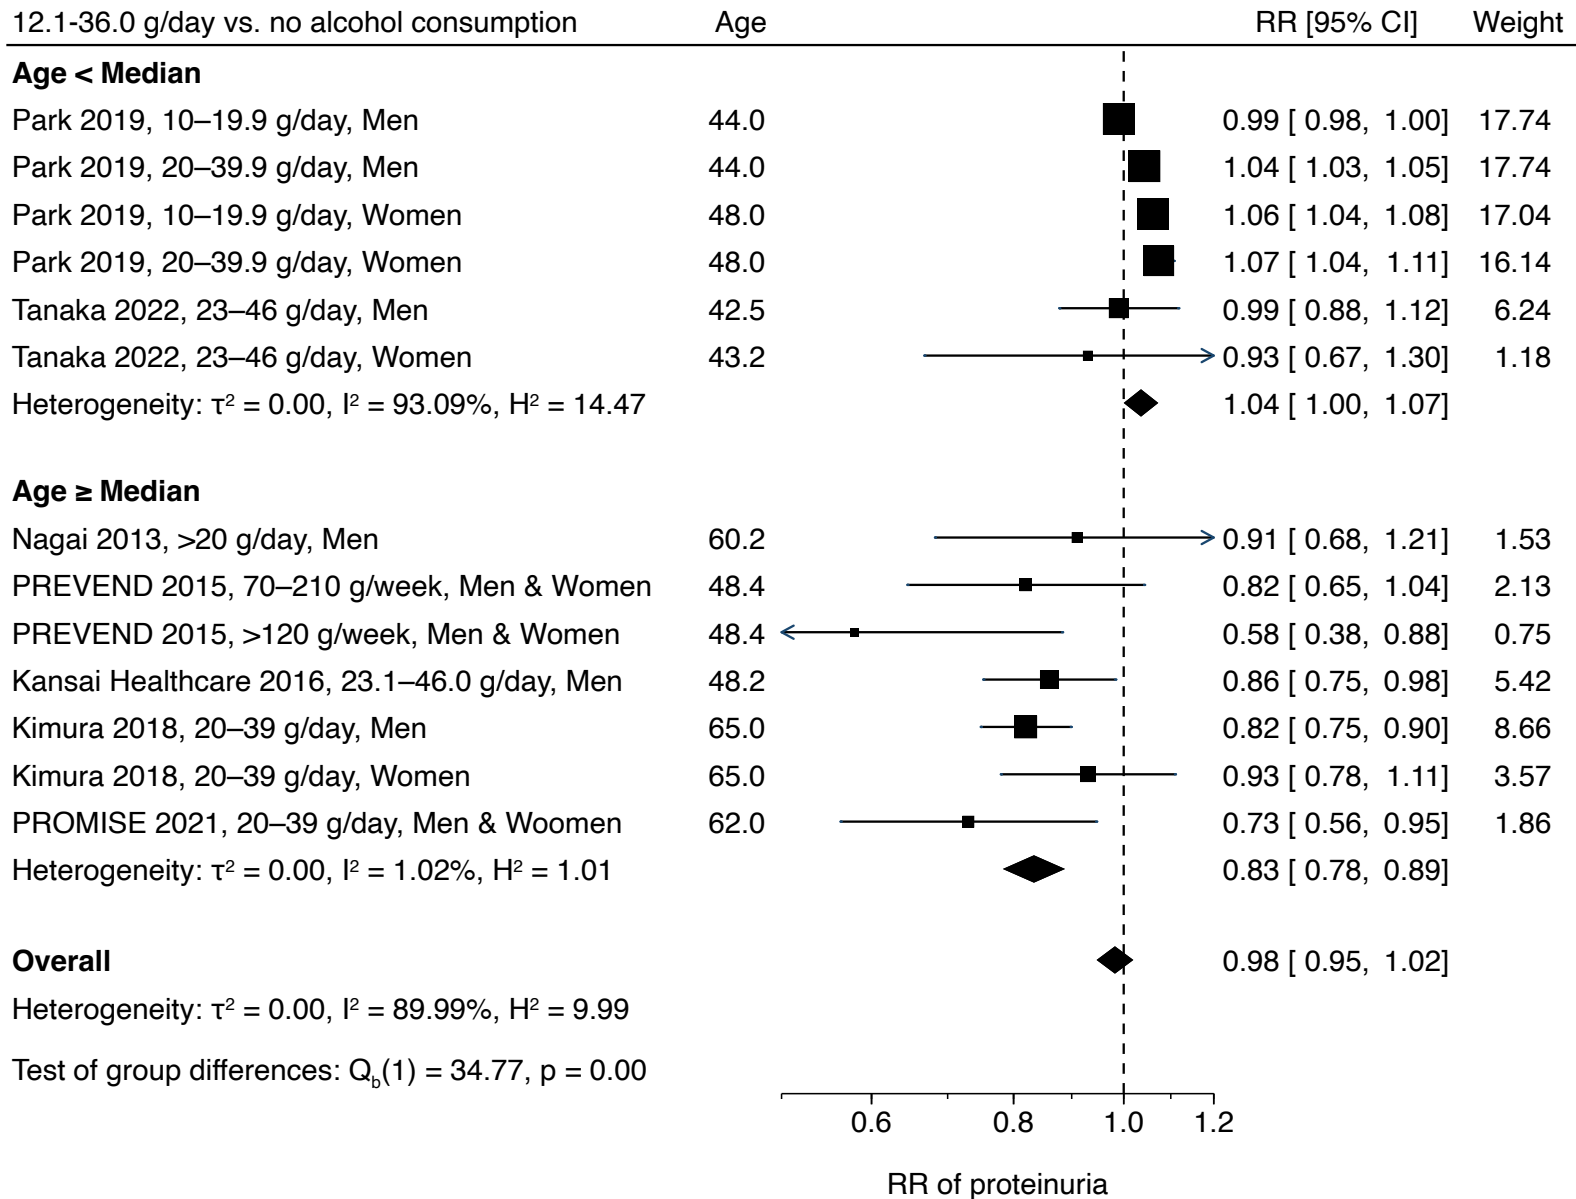 12.1-36.0 g/day vs. no alcohol consumption Age RR [95% CI] Weight
Age < Median
Park 2019, 10–19.9 g/day, Men 44.0 0.99 [ 0.98, 1.00] 17.74
Park 2019, 20–39.9 g/day, Men 44.0 1.04 [ 1.03, 1.05] 17.74
Park 2019, 10–19.9 g/day, Women 48.0 1.06 [ 1.04, 1.08] 17.04
Park 2019, 20–39.9 g/day, Women 48.0 1.07 [ 1.04, 1.11] 16.14
Tanaka 2022, 23–46 g/day, Men 42.5 0.99 [ 0.88, 1.12] 6.24
Tanaka 2022, 23–46 g/day, Women 43.2 0.93 [ 0.67, 1.30] 1.18
Heterogeneity: τ² = 0.00, I² = 93.09%, H² = 14.47 1.04 [ 1.00, 1.07]
Age ≥ Median
Nagai 2013, >20 g/day, Men 60.2 0.91 [ 0.68, 1.21] 1.53
PREVEND 2015, 70–210 g/week, Men & Women 48.4 0.82 [ 0.65, 1.04] 2.13
PREVEND 2015, >120 g/week, Men & Women 48.4 0.58 [ 0.38, 0.88] 0.75
Kansai Healthcare 2016, 23.1–46.0 g/day, Men 48.2 0.86 [ 0.75, 0.98] 5.42
Kimura 2018, 20–39 g/day, Men 65.0 0.82 [ 0.75, 0.90] 8.66
Kimura 2018, 20–39 g/day, Women 65.0 0.93 [ 0.78, 1.11] 3.57
PROMISE 2021, 20–39 g/day, Men & Woomen 62.0 0.73 [ 0.56, 0.95] 1.86
Heterogeneity: τ² = 0.00, I² = 1.02%, H² = 1.01 0.83 [ 0.78, 0.89]
Overall 0.98 [ 0.95, 1.02]
Heterogeneity: τ² = 0.00, I² = 89.99%, H² = 9.99
Test of group differences: Q_b(1) = 34.77, p = 0.00
0.6 0.8 1.0 1.2
RR of proteinuria